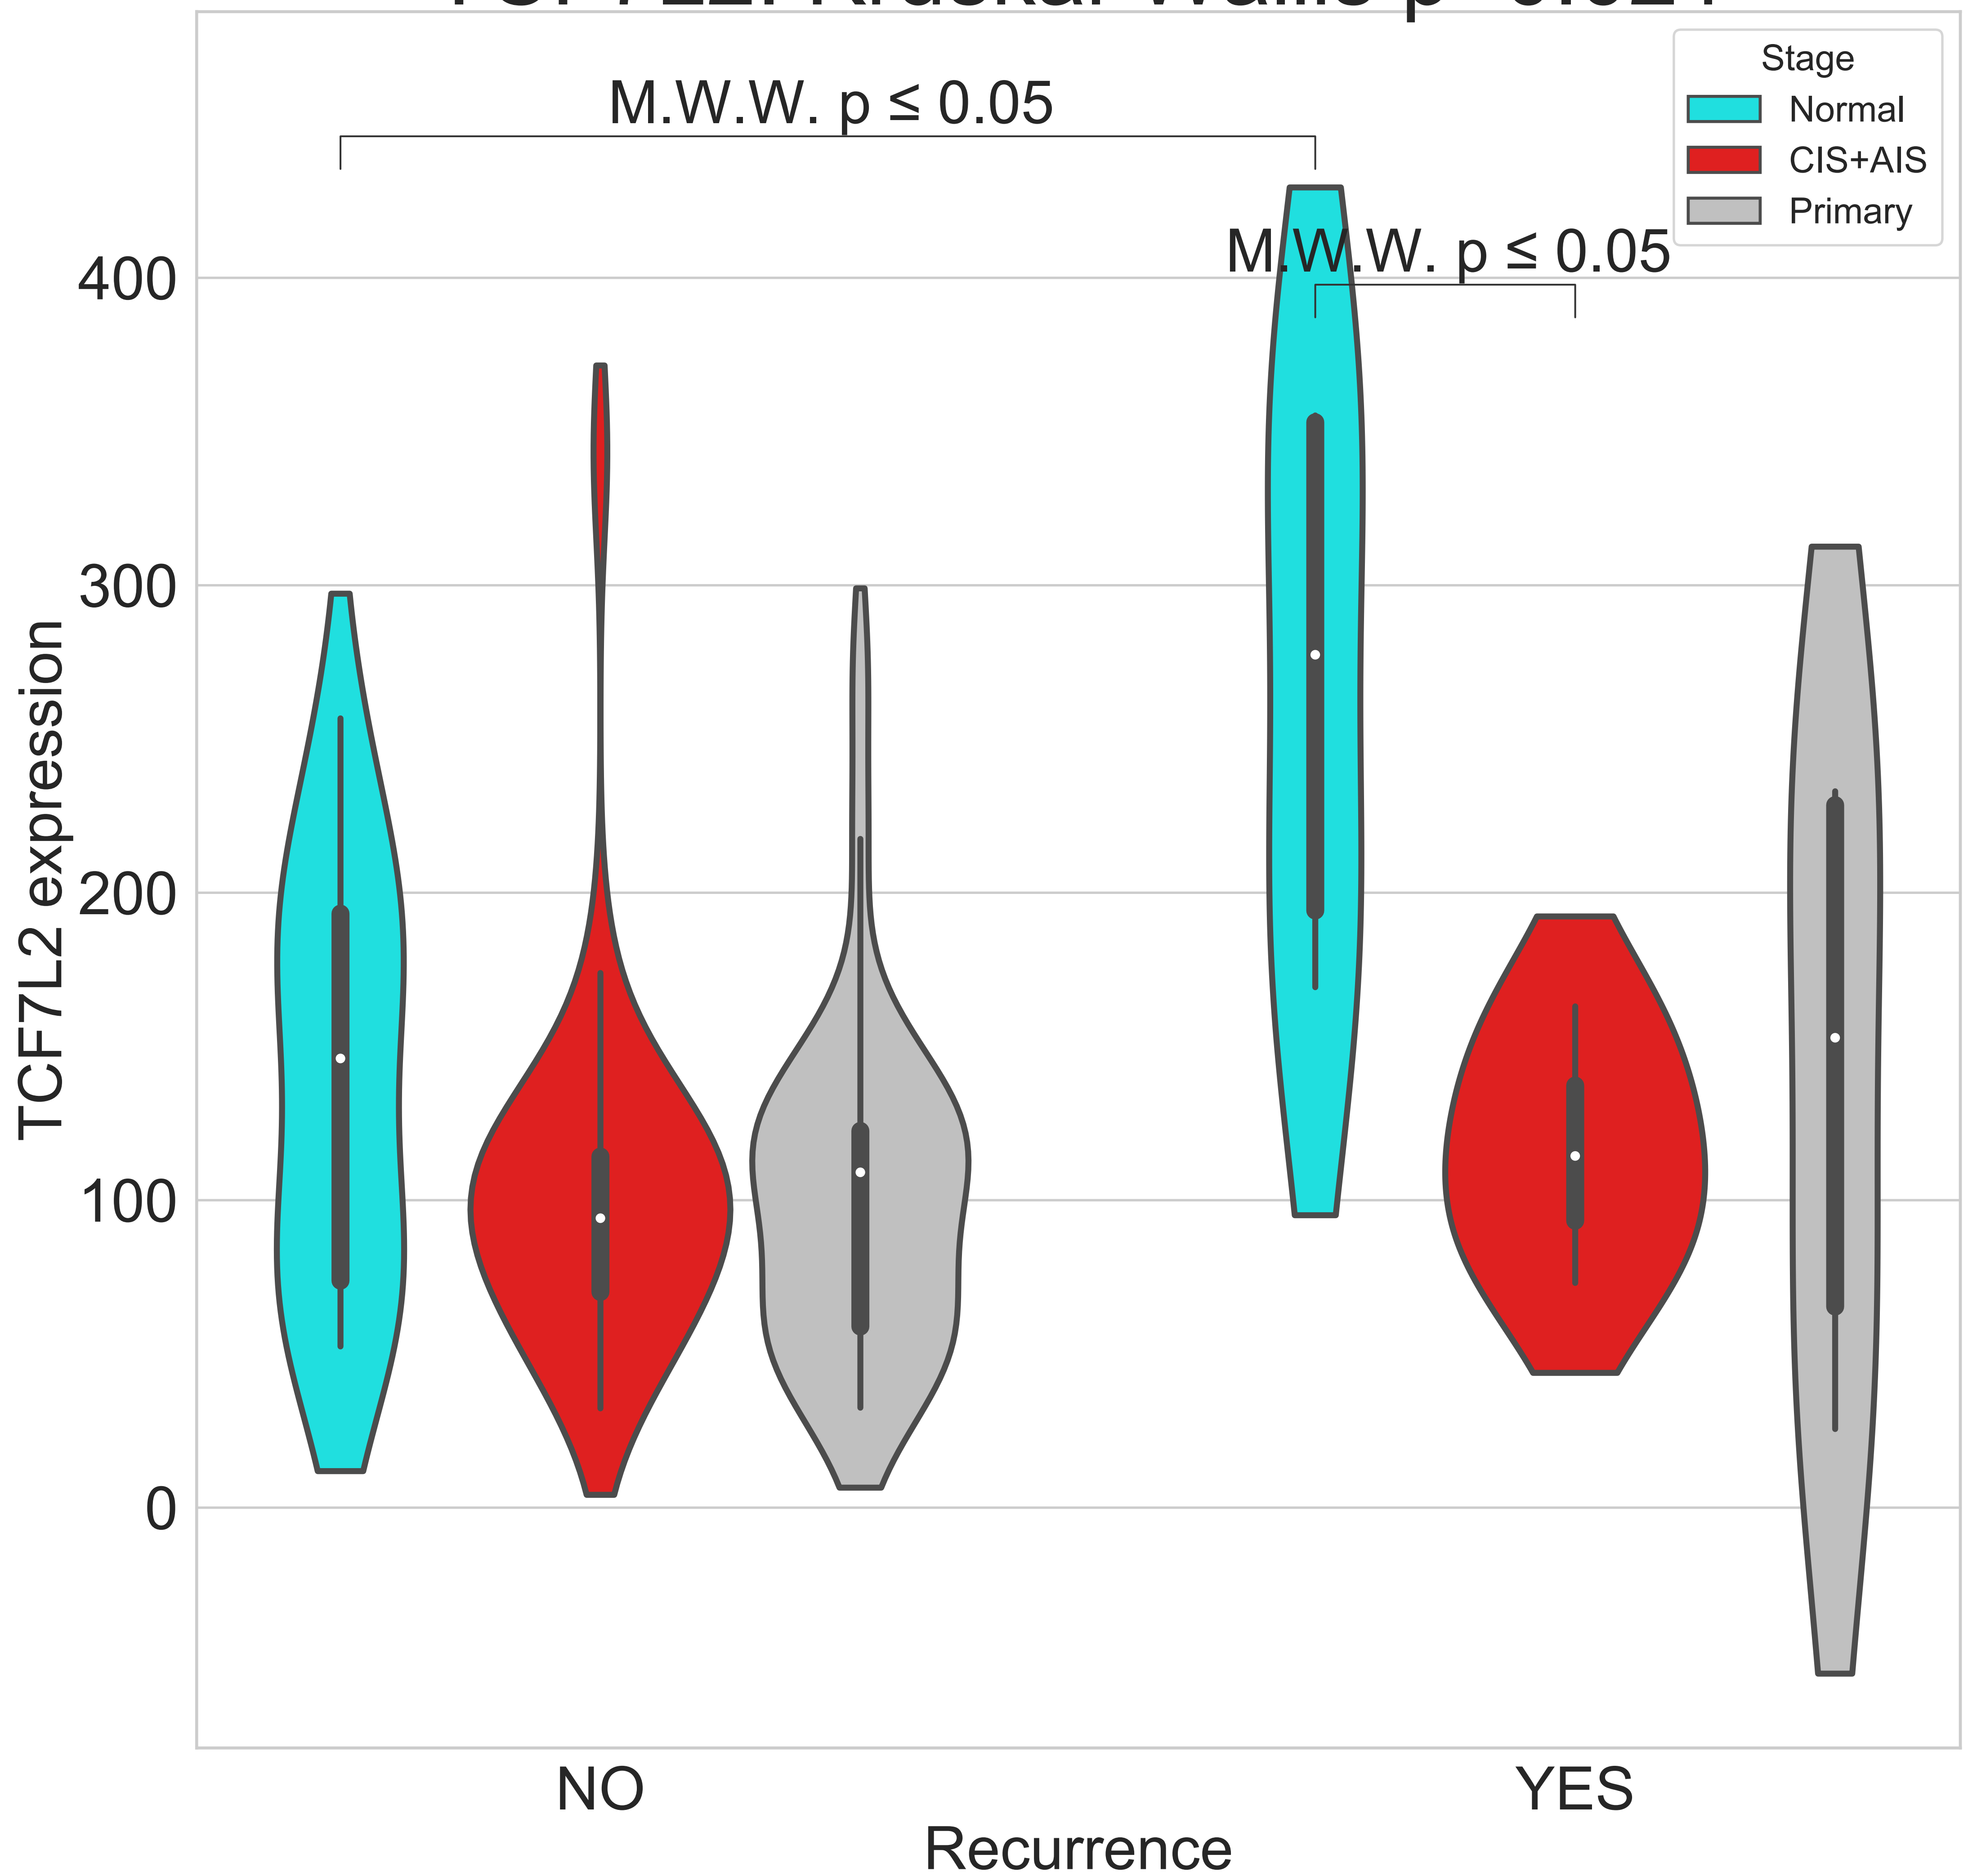 M.W.W. p ≤ 0.05
Stage
Normal
CIS+AIS
Primary
M.W.W. p ≤ 0.05
400
300
200
100
0
TCF7L2 expression
NO
YES
Recurrence